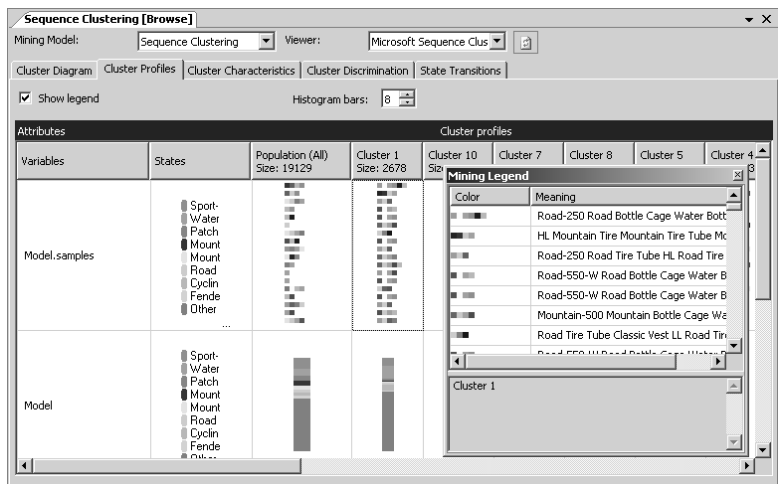 Sequence Clustering [Browse]
Mining Model: Sequence Clustering Viewer: Microsoft Sequence Clus
Cluster Diagram Cluster Profiles Cluster Characteristics Cluster Discrimination State Transitions
Show legend Histogram bars: 8
Attributes Cluster profiles
Variables States Population (All) Cluster 1 Cluster 10 Cluster 7 Cluster 8 Cluster 5 Cluster 4
Size: 19129 Size: 2678
Mining Legend
Color Meaning
Road-250 Road Bottle Cage Water Bott
HL Mountain Tire Mountain Tire Tube Mo
Road-250 Road Tire Tube HL Road Tire
Road-550-W Road Bottle Cage Water B
Road-550-W Road Bottle Cage Water B
Mountain-500 Mountain Bottle Cage Wa
Road Tire Tube Classic Vest LL Road Tire
Cluster 1
Model.samples
Sport-
Water
Patch
Mount
Mount
Road
Cyclin
Fende
Other
...
Model
Sport-
Water
Patch
Mount
Mount
Road
Cyclin
Fende